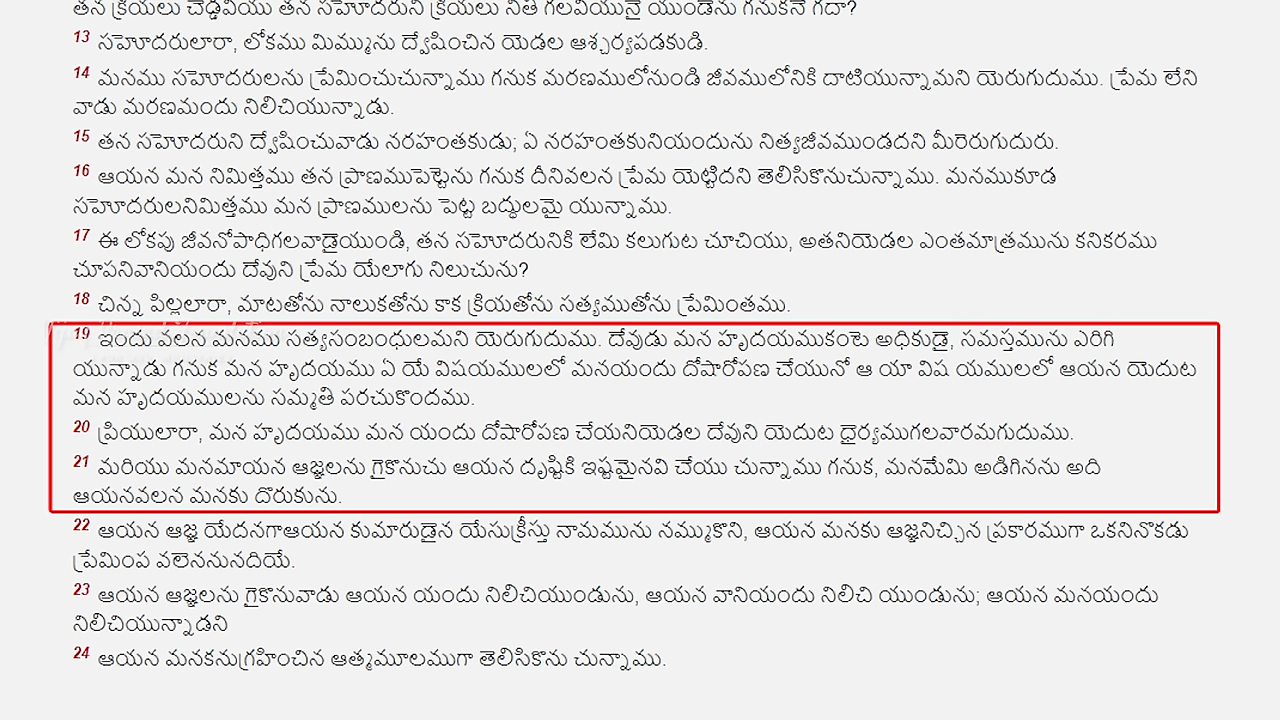 తన క్రియలు చెడ్డవియు తన సహోదరుని క్రియలు నీతి గలవియునై యుండెను గనుకనే గదా?
13 సహోదరులారా, లోకము మిమ్మును ద్వేషించిన యెడల ఆశ్చర్యపడకుడి.
14 మనము సహోదరులను ప్రేమించుచున్నాము గనుక మరణములోనుండి జీవములోనికి దాటియున్నామని యెరుగుదుము. ప్రేమ లేని
వాడు మరణమందు నిలిచియున్నాడు.
15 తన సహోదరుని ద్వేషించువాడు నరహంతకుడు; ఏ నరహంతకునియందును నిత్యజీవముండదని మీరెరుగుదురు.
16 ఆయన మన నిమిత్తము తన ప్రాణముపెట్టెను గనుక దీనివలన ప్రేమ యెట్టిదని తెలిసికొనుచున్నాము. మనముకూడ
సహోదరులనిమిత్తము మన ప్రాణములను పెట్ట బద్ధులమై యున్నాము.
17 ఈ లోకపు జీవనోపాధిగలవాడైయుండి, తన సహోదరునికి లేమి కలుగుట చూచియు, అతనియెడల ఎంతమాత్రమును కనికరము
చూపనివానియందు దేవుని ప్రేమ యేలాగు నిలుచును?
18 చిన్న పిల్లలారా, మాటతోను నాలుకతోను కాక క్రియతోను సత్యముతోను ప్రేమింతము.
19 ఇందు వలన మనము సత్యసంబంధులమని యెరుగుదుము. దేవుడు మన హృదయముకంటె అధికుడై, సమస్తమును ఎరిగి
యున్నాడు గనుక మన హృదయము ఏ యే విషయములలో మనయందు దోషారోపణ చేయునో ఆ యా విష యములలో ఆయన యెదుట
మన హృదయములను సమ్మతి పరచుకొందము.
20 ప్రియులారా, మన హృదయము మన యందు దోషారోపణ చేయనియెడల దేవుని యెదుట ధైర్యముగలవారమగుదుము.
21 మరియు మనమాయన ఆజ్ఞలను గైకొనుచు ఆయన దృష్టికి ఇష్టమైనవి చేయు చున్నాము గనుక, మనమేమి అడిగినను అది
ఆయనవలన మనకు దొరుకును.
22 ఆయన ఆజ్ఞ యేదనగాఆయన కుమారుడైన యేసుక్రీస్తు నామమును నమ్ముకొని, ఆయన మనకు ఆజ్ఞనిచ్చిన ప్రకారముగా ఒకనినొకడు
ప్రేమింప వలెననునదియే.
23 ఆయన ఆజ్ఞలను గైకొనువాడు ఆయన యందు నిలిచియుండును, ఆయన వానియందు నిలిచి యుండును; ఆయన మనయందు
నిలిచియున్నాడని
24 ఆయన మనకనుగ్రహించిన ఆత్మమూలముగా తెలిసికొను చున్నాము.